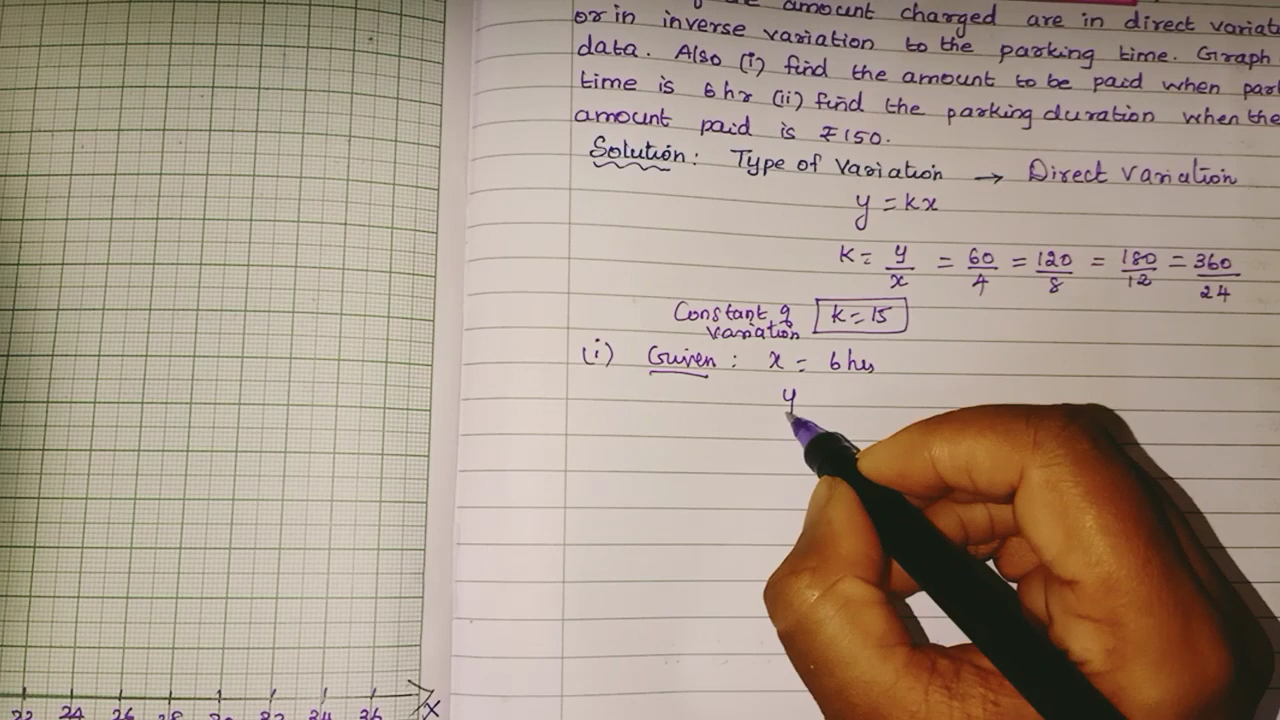 amount charged are in direct variat
or in inverse variation to the parking time. Graph
data. Also (i) find the amount to be paid when par
time is 6 hr (ii) find the parking duration when the
amount paid is ₹150.
Solution: Type of Variation → Direct Variation
y = kx
k = y/x = 60/4 = 120/8 = 180/12 = 360/24
Constant of variation k = 15
(i) Given: x = 6 hrs
y
22 24 26 28 30 32 34 36 X